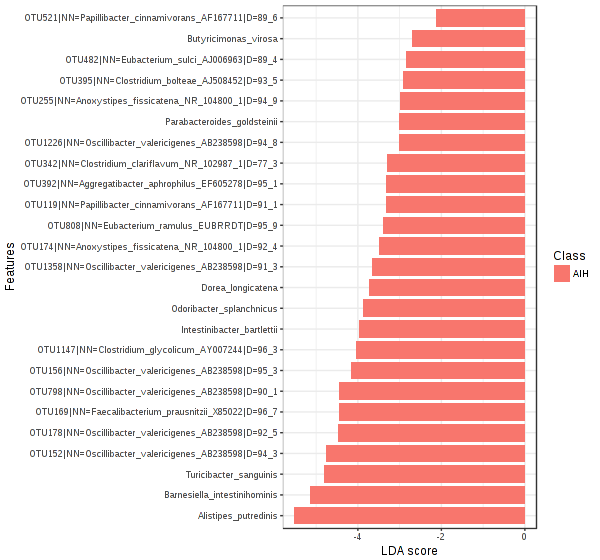 OTU521|NN=Papillibacter_cinnamivorans_AF167711|D=89_6
Butyricimonas_virosa
OTU482|NN=Eubacterium_sulci_AJ006963|D=89_4
OTU395|NN=Clostridium_bolteae_AJ508452|D=93_5
OTU255|NN=Anoxystipes_fissicatena_NR_104800_1|D=94_9
Parabacteroides_goldsteinii
OTU1226|NN=Oscillibacter_valericigenes_AB238598|D=94_8
OTU342|NN=Clostridium_clariflavum_NR_102987_1|D=77_3
OTU392|NN=Aggregatibacter_aphrophilus_EF605278|D=95_1
OTU119|NN=Papillibacter_cinnamivorans_AF167711|D=91_1
OTU808|NN=Eubacterium_ramulus_EUBRRDT|D=95_9
OTU174|NN=Anoxystipes_fissicatena_NR_104800_1|D=92_4
OTU1358|NN=Oscillibacter_valericigenes_AB238598|D=91_3
Dorea_longicatena
Odoribacter_splanchnicus
Intestinibacter_bartlettii
OTU1147|NN=Clostridium_glycolicum_AY007244|D=96_3
OTU156|NN=Oscillibacter_valericigenes_AB238598|D=95_3
OTU798|NN=Oscillibacter_valericigenes_AB238598|D=90_1
OTU169|NN=Faecalibacterium_prausnitzii_X85022|D=96_7
OTU178|NN=Oscillibacter_valericigenes_AB238598|D=92_5
OTU152|NN=Oscillibacter_valericigenes_AB238598|D=94_3
Turicibacter_sanguinis
Barnesiella_intestinihominis
Alistipes_putredinis
Features
-4 -2 0
LDA score
Class
AIH